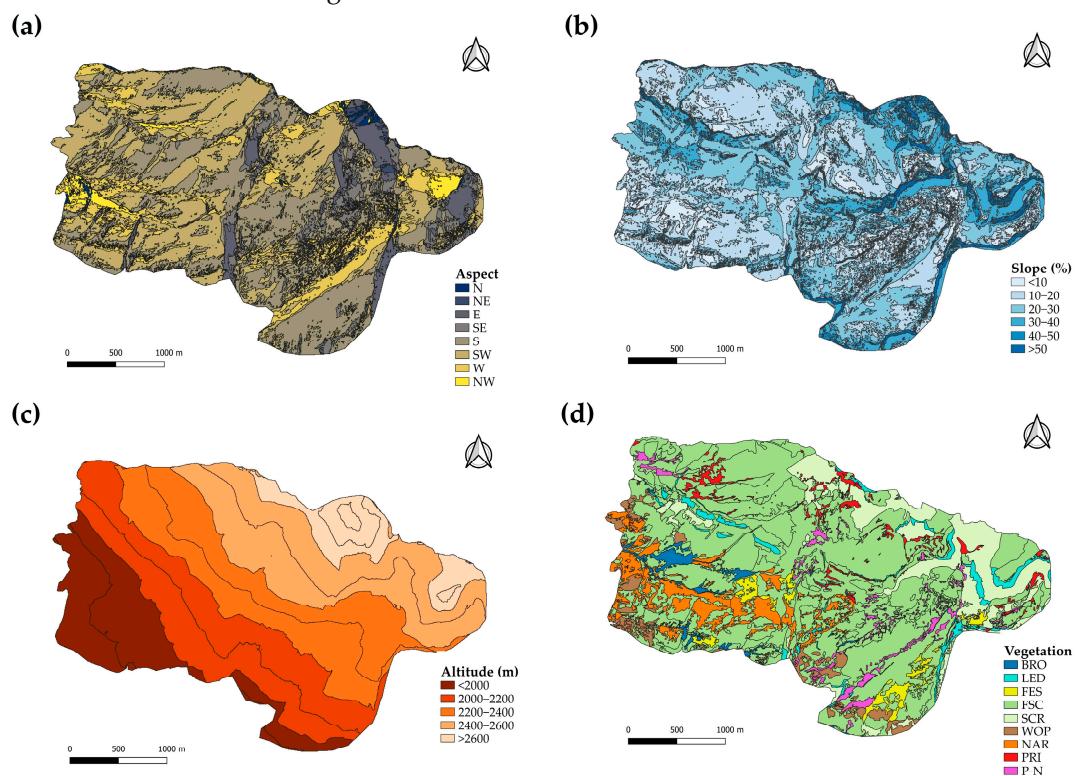 (a)
Aspect
N
NE
E
SE
S
SW
W
NW
0 500 1000 m
(b)
Slope (%)
<10
10–20
20–30
30–40
40–50
>50
0 500 1000 m
(c)
Altitude (m)
<2000
2000–2200
2200–2400
2400–2600
>2600
0 500 1000 m
(d)
Vegetation
BRO
LED
FES
FSC
SCR
WOP
NAR
PRI
P_N
0 500 1000 m